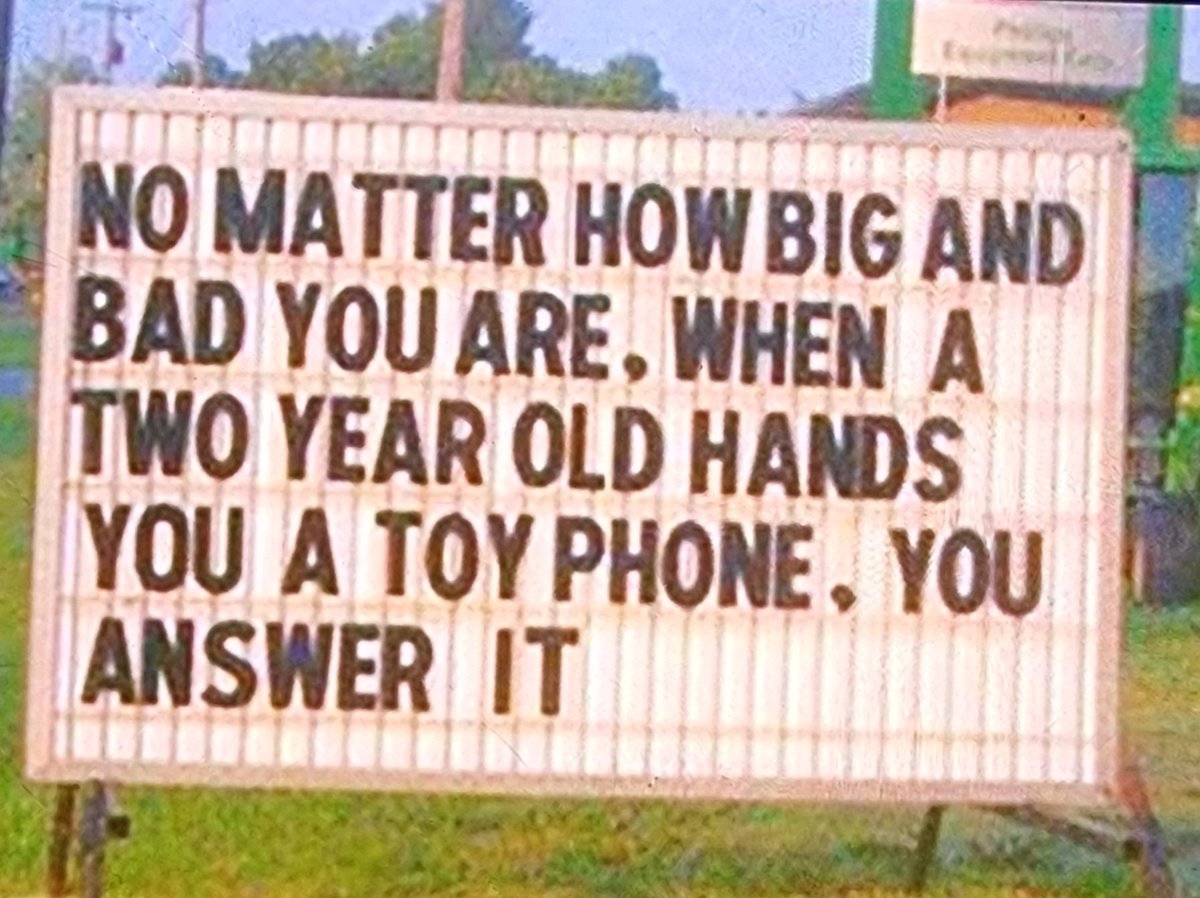 NO MATTER HOW BIG AND
BAD YOU ARE, WHEN A
TWO YEAR OLD HANDS
YOU A TOY PHONE, YOU
ANSWER IT